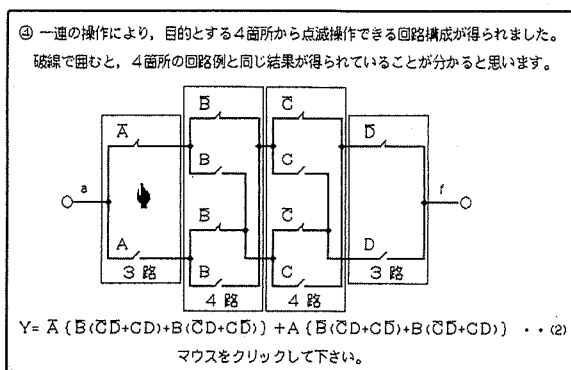 ④ 一連の操作により，目的とする４箇所から点滅操作できる回路構成が得られました。
破線で囲むと，４箇所の回路例と同じ結果が得られていることが分かると思います。
B̅ C̅
A̅ D̅
B C
a f
B̅ C̅
A D
B C
３路 ３路
４路 ４路
Y= A̅ {B̅(C̅D̅+CD)+B(C̅D+CD̅)} +A {B̅(C̅D+CD̅)+B(C̅D̅+CD)} ・・(2)
マウスをクリックして下さい。